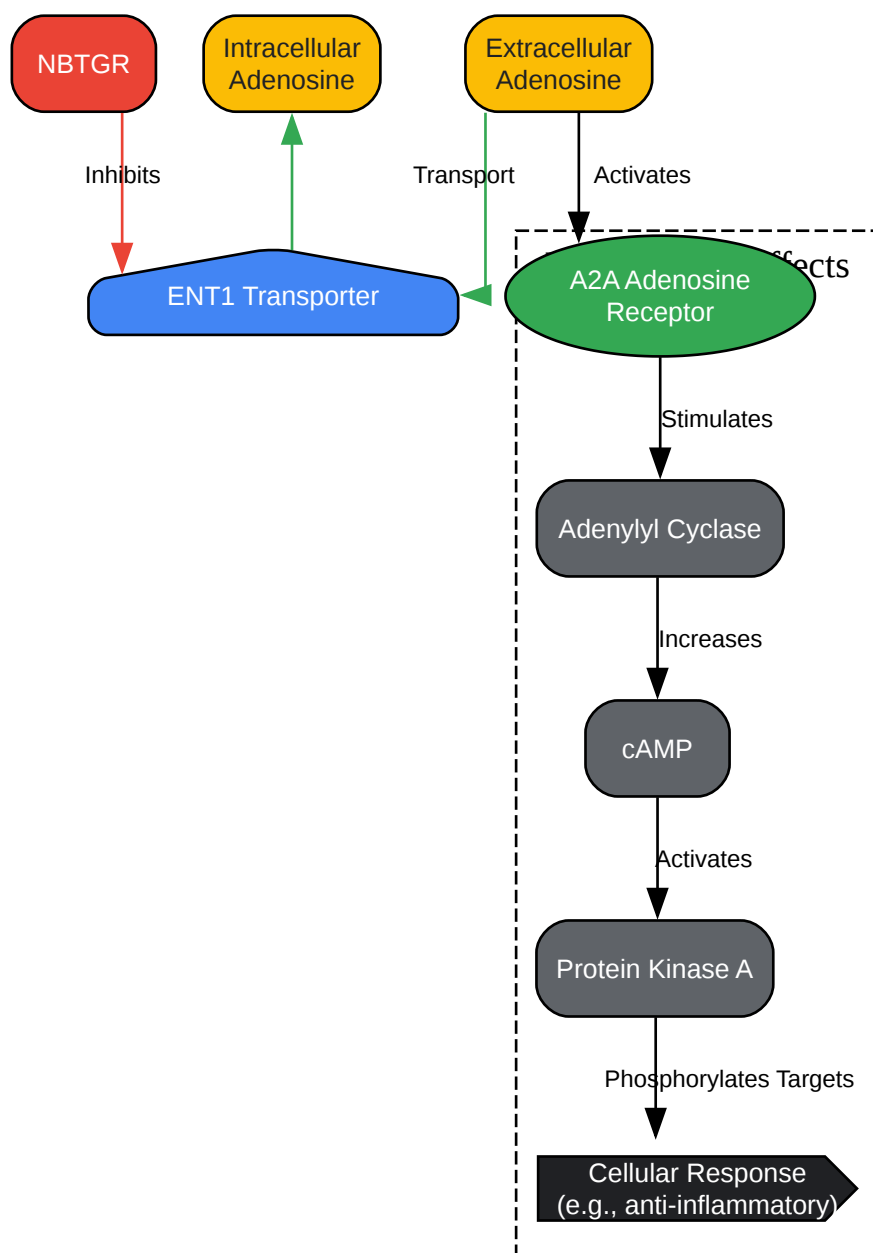 NBTGR
Intracellular
Adenosine
Extracellular
Adenosine
Inhibits
Transport
Activates
ENT1 Transporter
A2A Adenosine
Receptor
Stimulates
Adenylyl Cyclase
Increases
cAMP
Activates
Protein Kinase A
Phosphorylates Targets
Cellular Response
(e.g., anti-inflammatory)